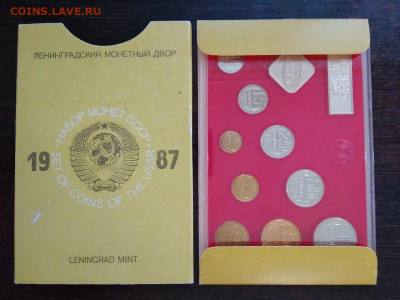 COINS.LAVE.RU
ЛЕНИНГРАДСКИЙ МОНЕТНЫЙ ДВОР
·НАБОР МОНЕТ СССР·
19 87
SET OF COINS OF THE USSR
LENINGRAD MINT